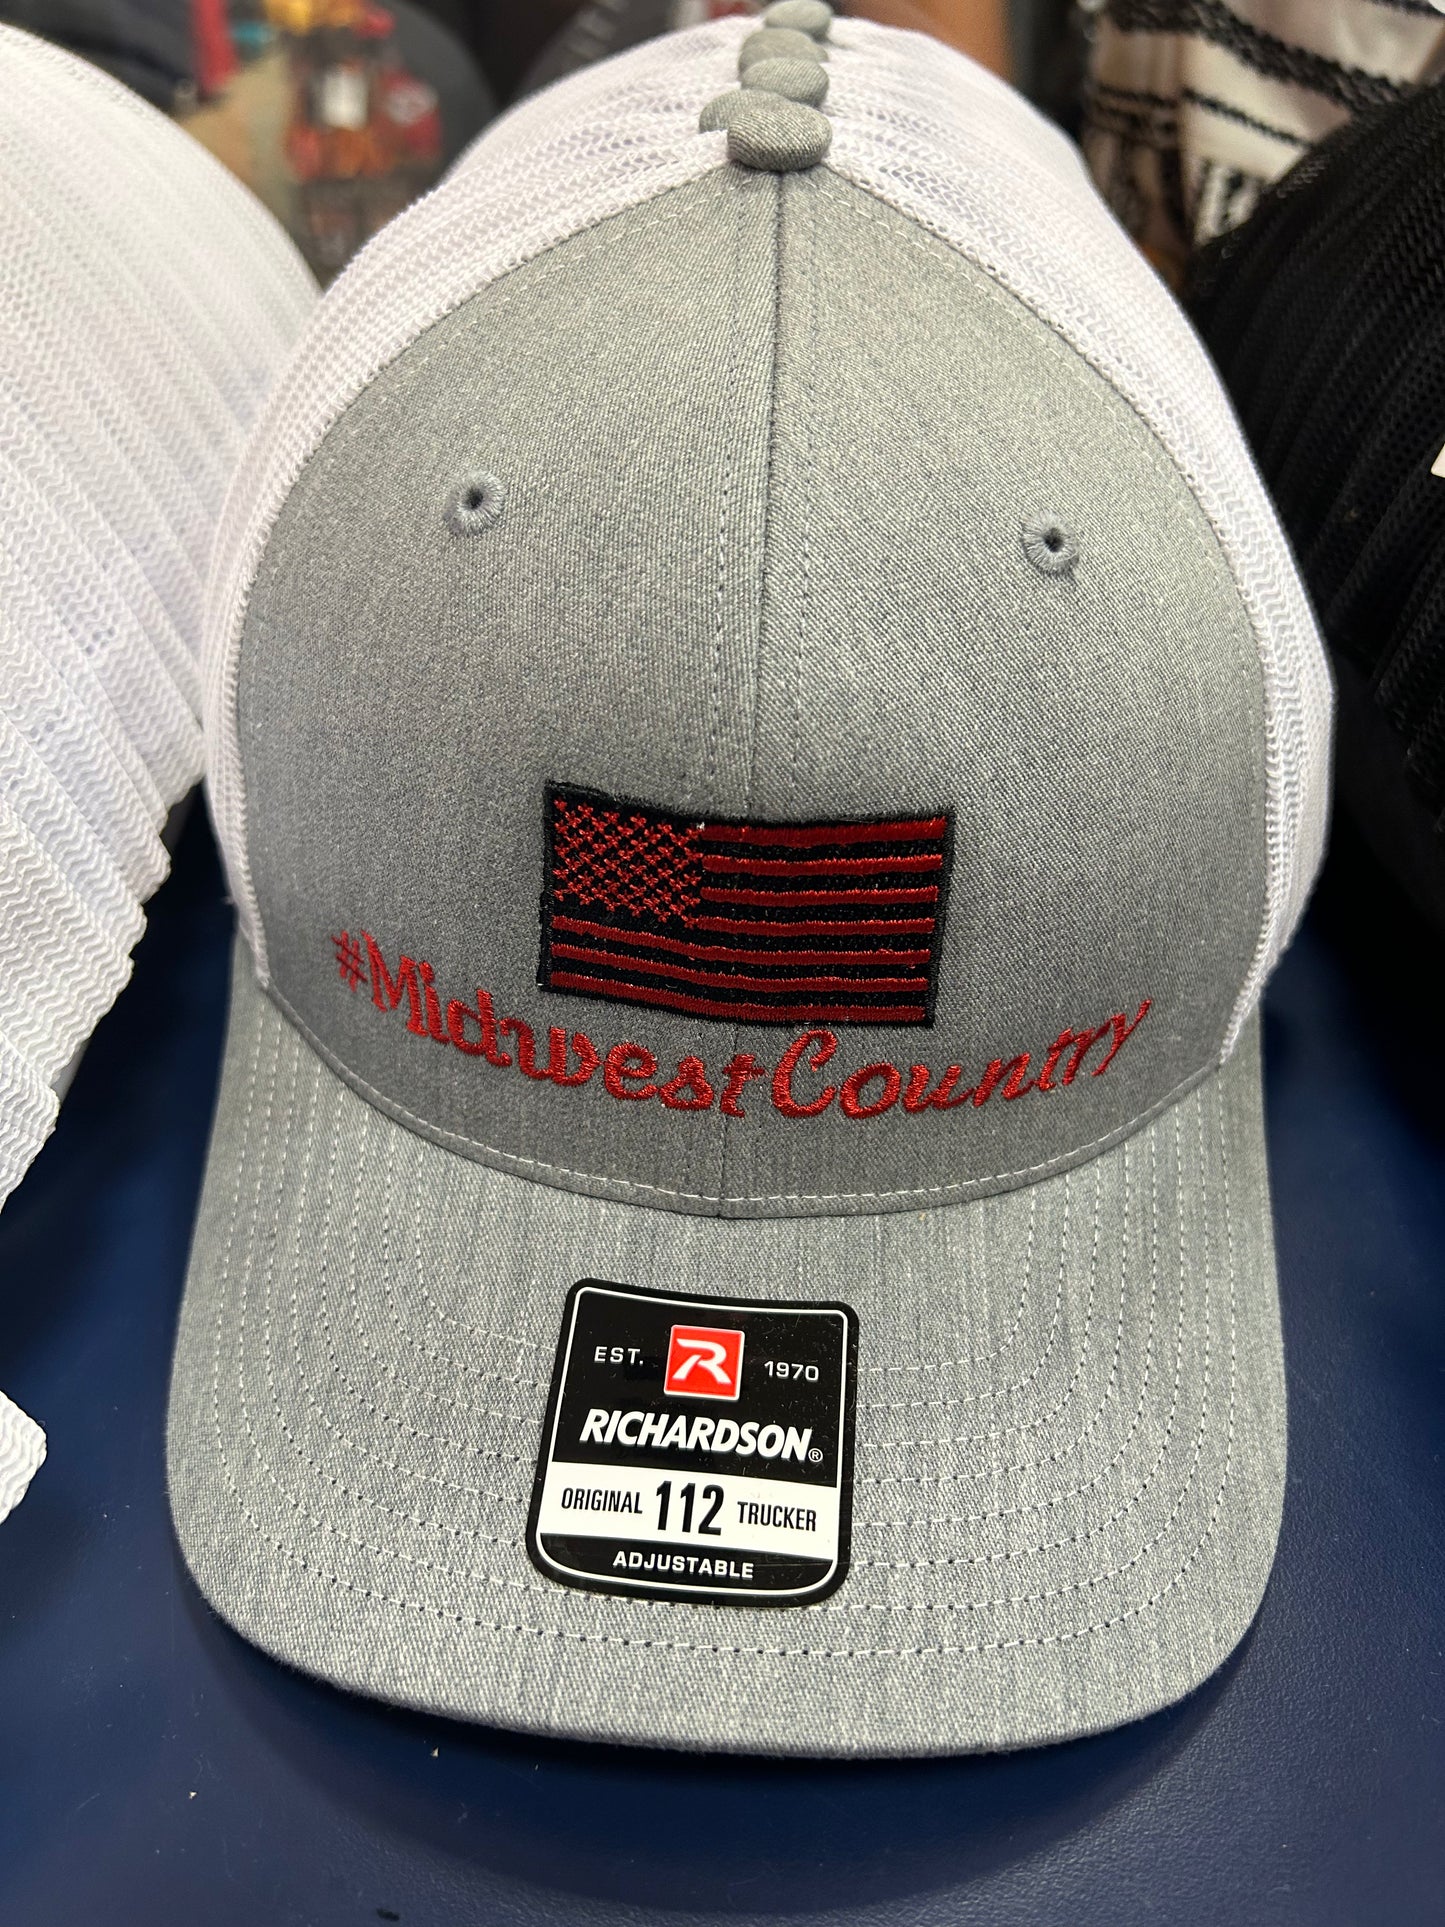 #MidwestCountry
EST. R 1970
RICHARDSON®
ORIGINAL 112 TRUCKER
ADJUSTABLE